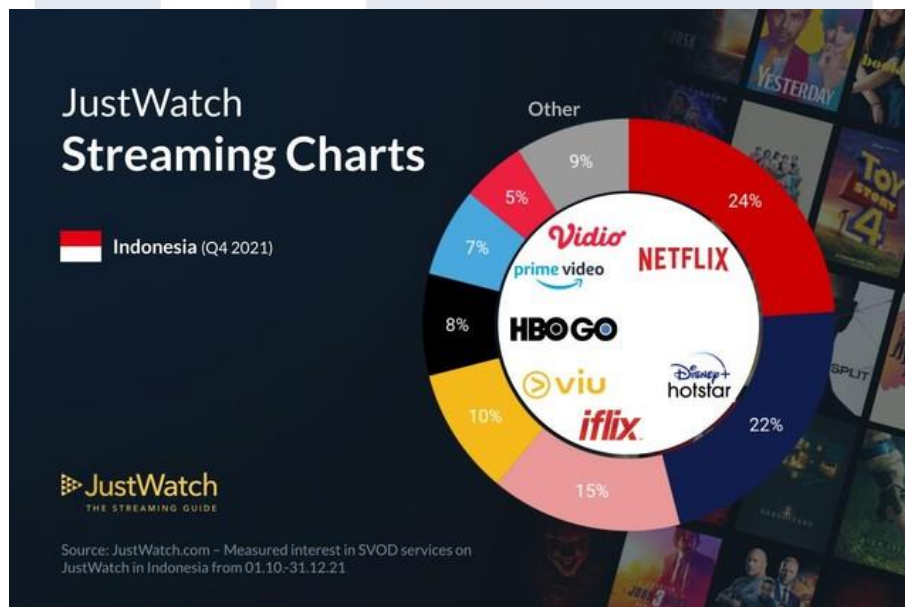 JustWatch
Streaming Charts
Indonesia (Q4 2021)
Other
9%
24%
5%
7%
8%
10%
15%
22%
Vidio
prime video
NETFLIX
HBO GO
viu
Disney+
hotstar
iflix
YESTERDAY
TOY
STORY
4
SPLIT
JustWatch
THE STREAMING GUIDE
Source: JustWatch.com – Measured interest in SVOD services on
JustWatch in Indonesia from 01.10.-31.12.21